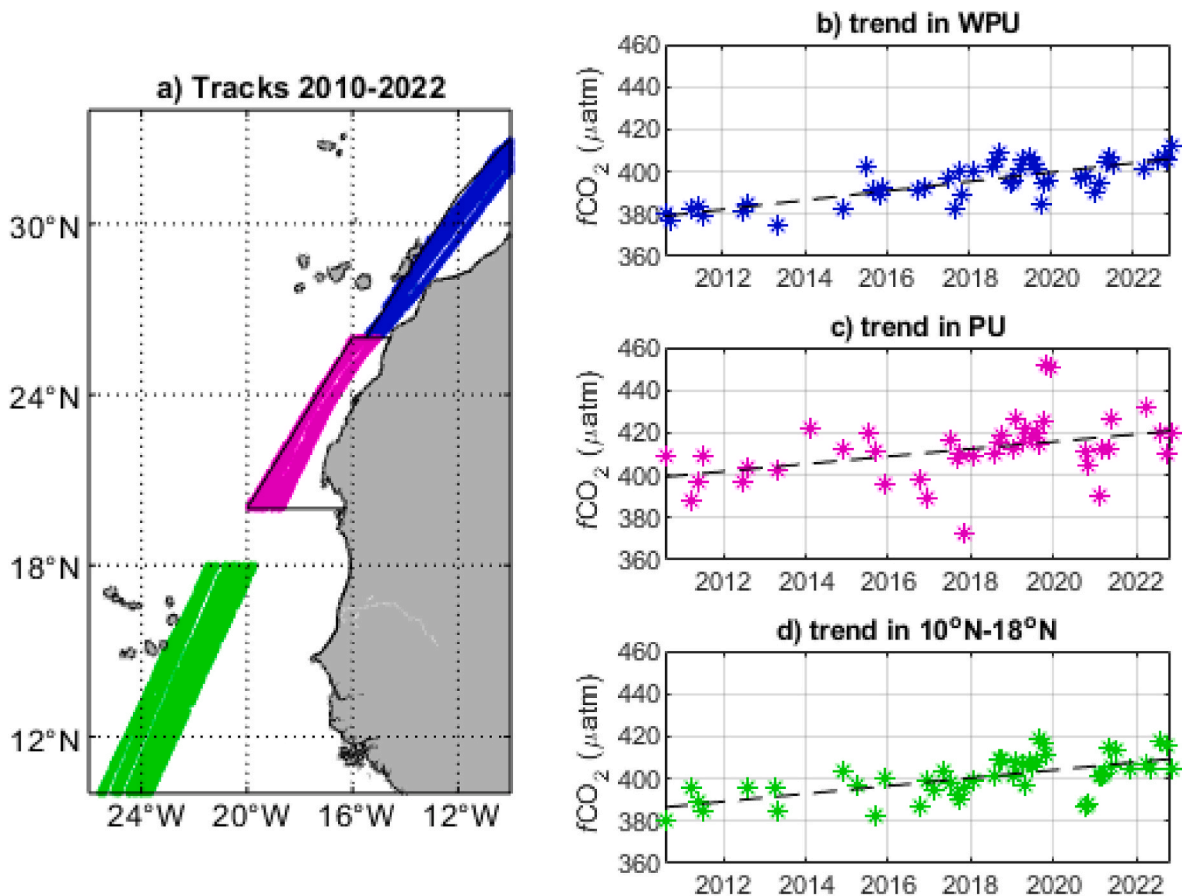 a) Tracks 2010-2022
30°N
24°N
18°N
12°N
24°W 20°W 16°W 12°W
b) trend in WPU
fCO2 (μatm)
460
440
420
400
380
360
2012 2014 2016 2018 2020 2022
c) trend in PU
fCO2 (μatm)
460
440
420
400
380
360
2012 2014 2016 2018 2020 2022
d) trend in 10°N-18°N
fCO2 (μatm)
460
440
420
400
380
360
2012 2014 2016 2018 2020 2022